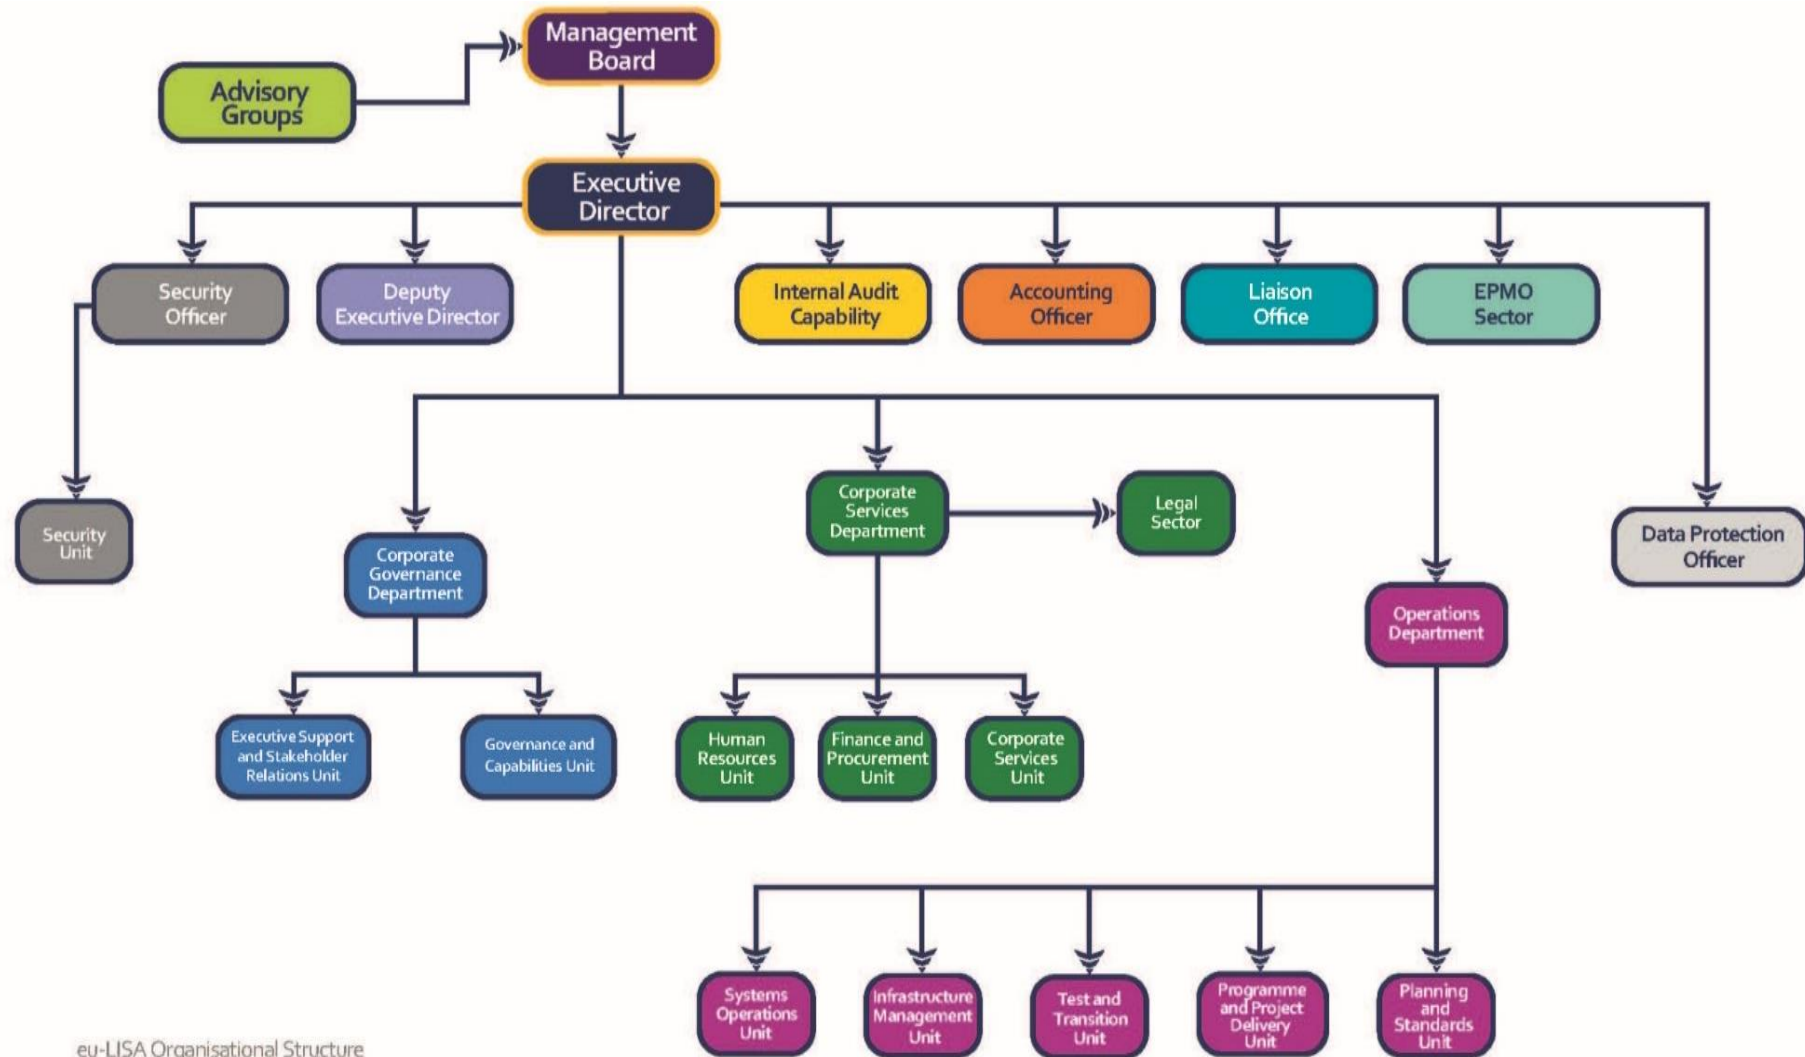 Management
Board
Advisory
Groups
Executive
Director
Security
Officer
Deputy
Executive Director
Internal Audit
Capability
Accounting
Officer
Liaison
Office
EPMO
Sector
Corporate
Services
Department
Legal
Sector
Security
Unit
Corporate
Governance
Department
Data Protection
Officer
Operations
Department
Executive Support
and Stakeholder
Relations Unit
Governance and
Capabilities Unit
Human
Resources
Unit
Finance and
Procurement
Unit
Corporate
Services
Unit
Systems
Operations
Unit
Infrastructure
Management
Unit
Test and
Transition
Unit
Programme
and Project
Delivery
Unit
Planning
and
Standards
Unit
eu-LISA Organisational Structure